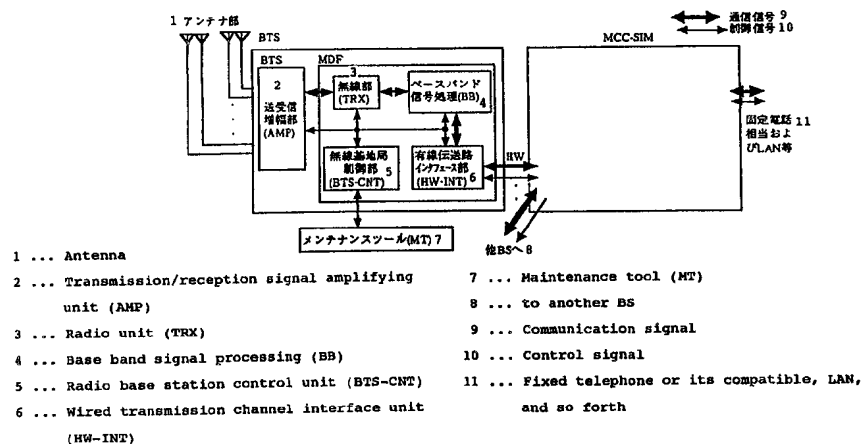 1 アンテナ部
BTS
BTS
2
送受信
増幅部
(AMP)
MDF
3
無線部
(TRX)
ベースバンド
信号処理(BB) 4
無線基地局
制御部 5
(BTS-CNT)
有線伝送路
インタフェース部
(HW-INT) 6
メンテナンスツール(MT) 7
HW
他BSへ 8
MCC-SIM
通信信号 9
制御信号 10
固定電話 11
相当およ
びLAN等
1 ... Antenna
2 ... Transmission/reception signal amplifying
unit (AMP)
3 ... Radio unit (TRX)
4 ... Base band signal processing (BB)
5 ... Radio base station control unit (BTS-CNT)
6 ... Wired transmission channel interface unit
(HW-INT)
7 ... Maintenance tool (MT)
8 ... to another BS
9 ... Communication signal
10 ... Control signal
11 ... Fixed telephone or its compatible, LAN,
and so forth